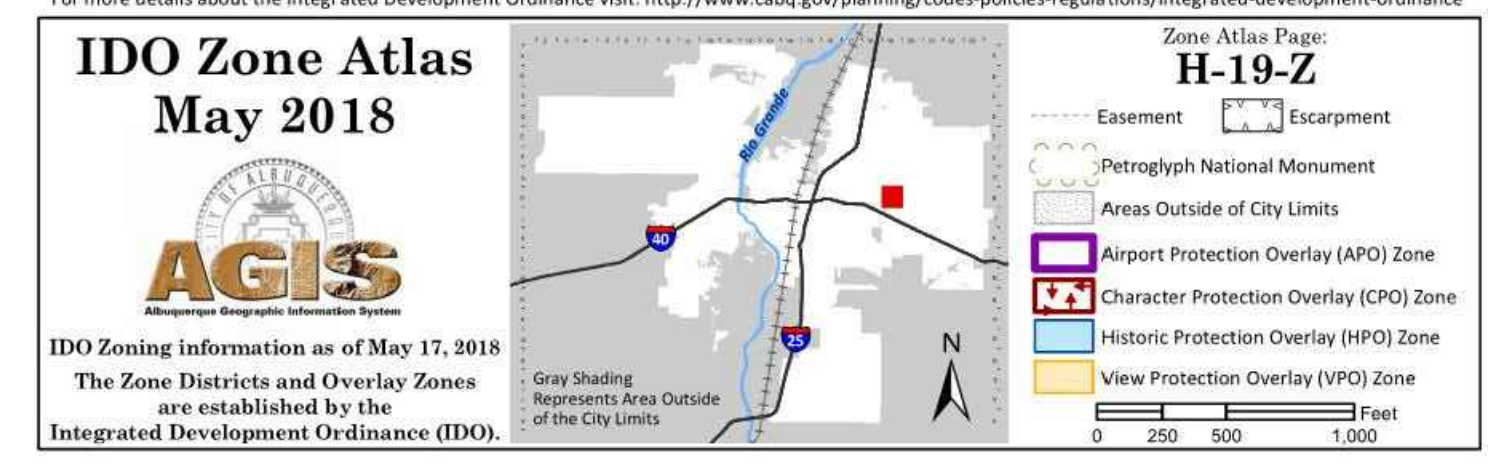 For more details about the Integrated Development Ordinance visit: http://www.cabq.gov/planning/codes-policies-regulations/integrated-development-ordinance
IDO Zone Atlas
May 2018
CITY OF ALBUQUERQUE
AGIS
Albuquerque Geographic Information System
IDO Zoning information as of May 17, 2018
The Zone Districts and Overlay Zones
are established by the
Integrated Development Ordinance (IDO).
Rio Grande
40
25
N
Gray Shading
Represents Area Outside
of the City Limits
Zone Atlas Page:
H-19-Z
Easement
Escarpment
Petroglyph National Monument
Areas Outside of City Limits
Airport Protection Overlay (APO) Zone
Character Protection Overlay (CPO) Zone
Historic Protection Overlay (HPO) Zone
View Protection Overlay (VPO) Zone
Feet
0 250 500 1,000